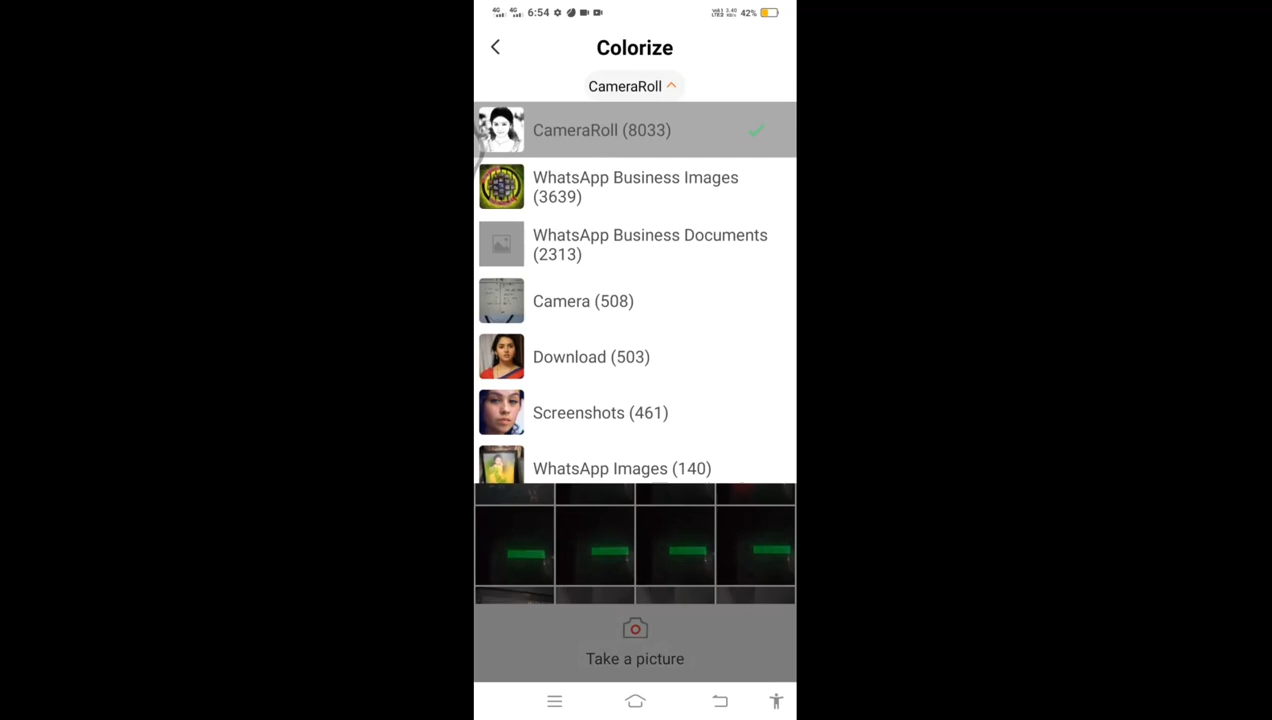 6:54
42%
Colorize
CameraRoll
CameraRoll (8033)
WhatsApp Business Images
(3639)
WhatsApp Business Documents
(2313)
Camera (508)
Download (503)
Screenshots (461)
WhatsApp Images (140)
Take a picture